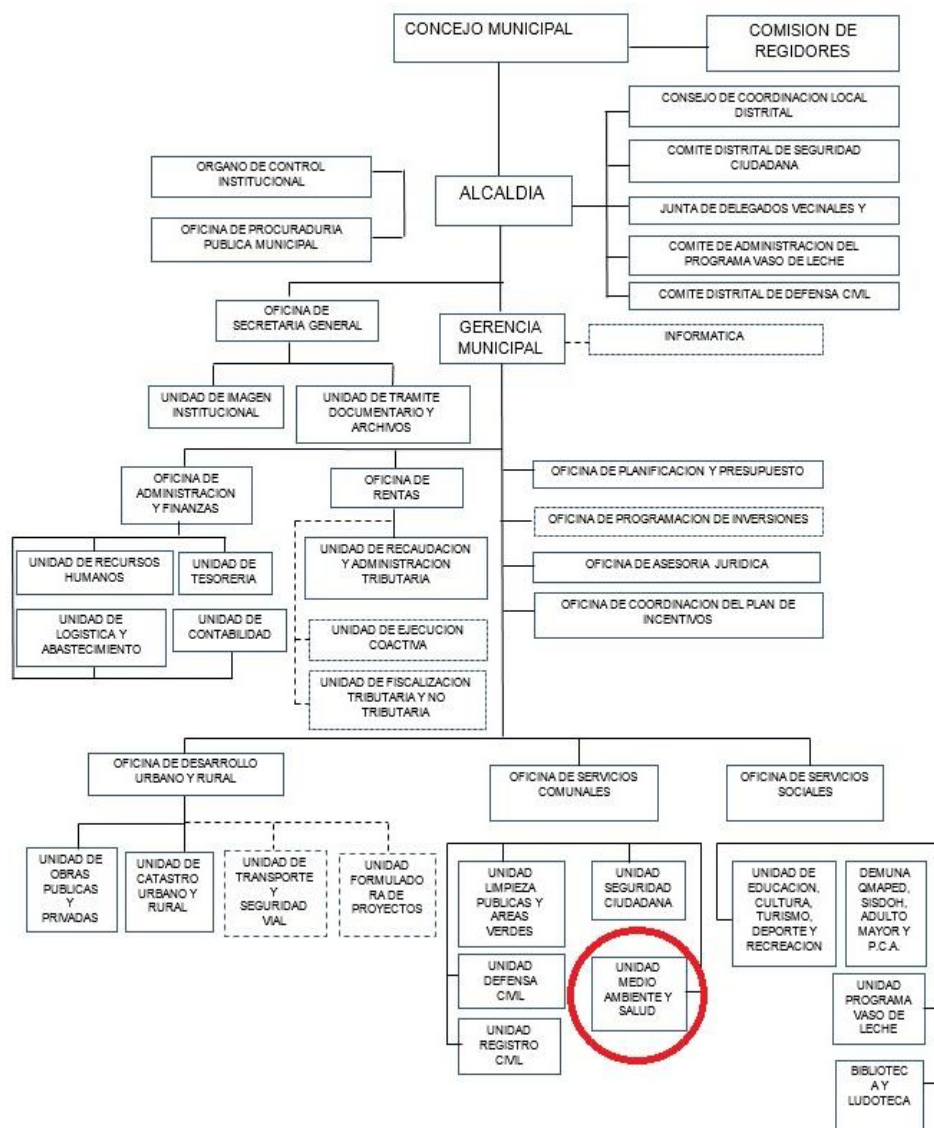 CONCEJO MUNICIPAL
COMISION DE
REGIDORES
CONSEJO DE COORDINACION LOCAL
DISTRITAL
COMITE DISTRITAL DE SEGURIDAD
CIUDADANA
ORGANO DE CONTROL
INSTITUCIONAL
ALCALDIA
JUNTA DE DELEGADOS VECINALES Y
OFICINA DE PROCURADURIA
PUBLICA MUNICIPAL
COMITE DE ADMINISTRACION DEL
PROGRAMA VASO DE LECHE
COMITE DISTRITAL DE DEFENSA CIVIL
OFICINA DE
SECRETARIA GENERAL
GERENCIA
MUNICIPAL
INFORMATICA
UNIDAD DE IMAGEN
INSTITUCIONAL
UNIDAD DE TRAMITE
DOCUMENTARIO Y
ARCHIVOS
OFICINA DE
ADMINISTRACION
Y FINANZAS
OFICINA DE
RENTAS
OFICINA DE PLANIFICACION Y PRESUPUESTO
OFICINA DE PROGRAMACION DE INVERSIONES
UNIDAD DE RECURSOS
HUMANOS
UNIDAD DE
TESORERIA
UNIDAD DE RECAUDACION
Y ADMINISTRACION
TRIBUTARIA
OFICINA DE ASESORIA JURIDICA
UNIDAD DE
LOGISTICA Y
ABASTECIMIENTO
UNIDAD DE
CONTABILIDAD
OFICINA DE COORDINACION DEL PLAN DE
INCENTIVOS
UNIDAD DE EJECUCION
COACTIVA
UNIDAD DE FISCALIZACION
TRIBUTARIA Y NO
TRIBUTARIA
OFICINA DE DESARROLLO
URBANO Y RURAL
OFICINA DE SERVICIOS
COMUNALES
OFICINA DE SERVICIOS
SOCIALES
UNIDAD DE
OBRAS
PUBLICAS
Y
PRIVADAS
UNIDAD DE
CATASTRO
URBANO Y
RURAL
UNIDAD DE
TRANSPORTE
Y
SEGURIDAD
VIAL
UNIDAD
FORMULADO
RA DE
PROYECTOS
UNIDAD
LIMPIEZA
PUBLICAS Y
AREAS
VERDES
UNIDAD
SEGURIDAD
CIUDADANA
UNIDAD DE
EDUCACION,
CULTURA,
TURISMO,
DEPORTE Y
RECREACION
DEMUNA
QMAPED,
SISDOH,
ADULTO
MAYOR Y
P.C.A.
UNIDAD
DEFENSA
CIVIL
UNIDAD
MEDIO
AMBIENTE Y
SALUD
UNIDAD
PROGRAMA
VASO DE
LECHE
UNIDAD
REGISTRO
CIVIL
BIBLIOTEC
A Y
LUDOTECA